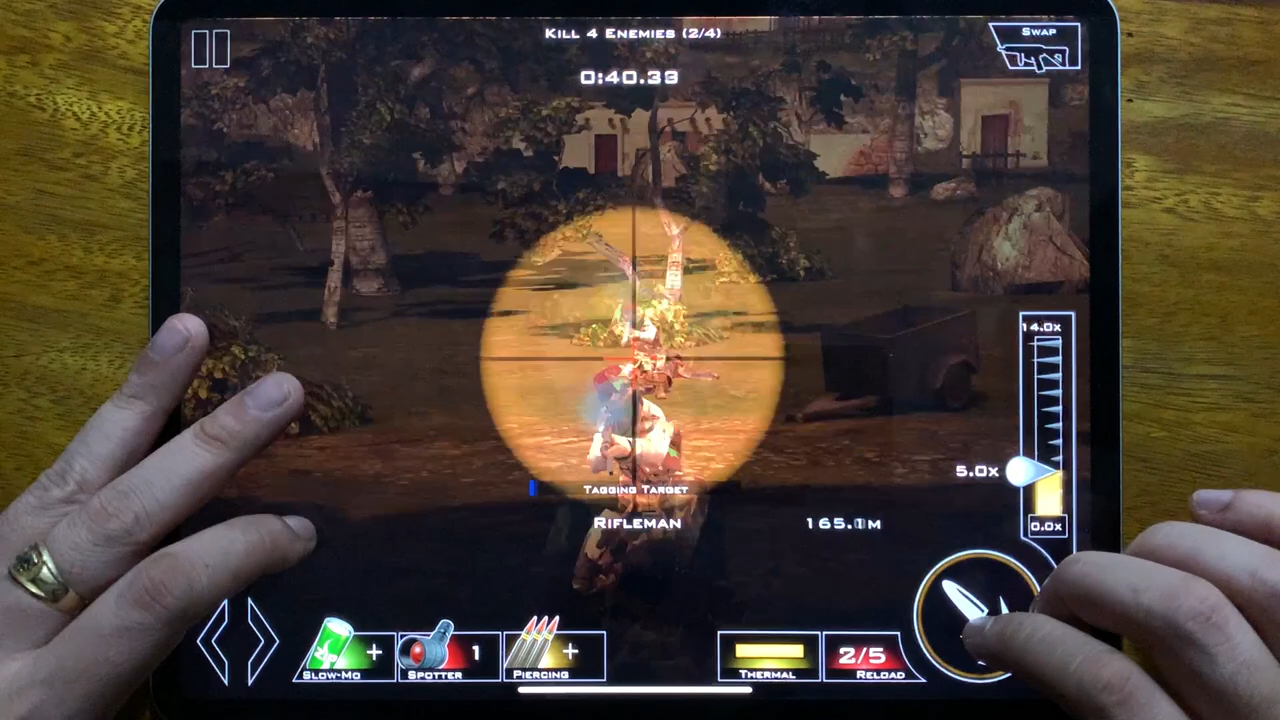 KILL 4 ENEMIES (2/4)
SWAP
0:40.33
14.0X
5.0X
0.0X
TAGGING TARGET
RIFLEMAN
165.M
SLOW-MO +
SPOTTER 1
PIERCING +
THERMAL
2/5
RELOAD